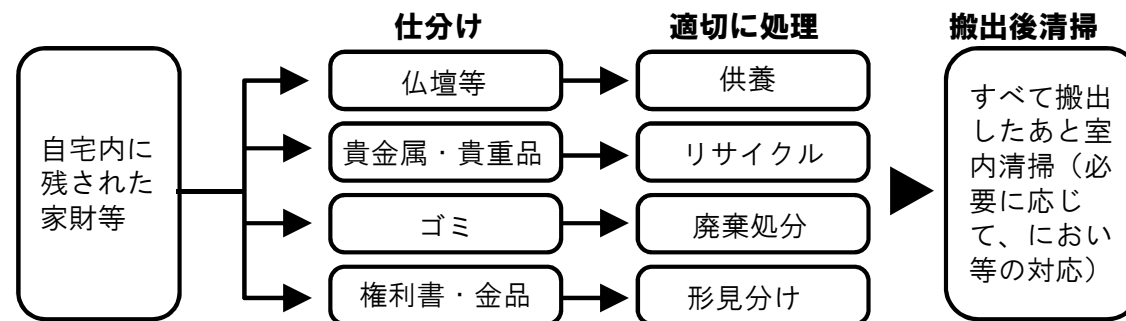 仕分け
適切に処理
搬出後清掃
自宅内に
残された
家財等
仏壇等
供養
貴金属・貴重品
リサイクル
ゴミ
廃棄処分
権利書・金品
形見分け
すべて搬出
したあと室
内清掃（必
要に応じ
て、におい
等の対応）